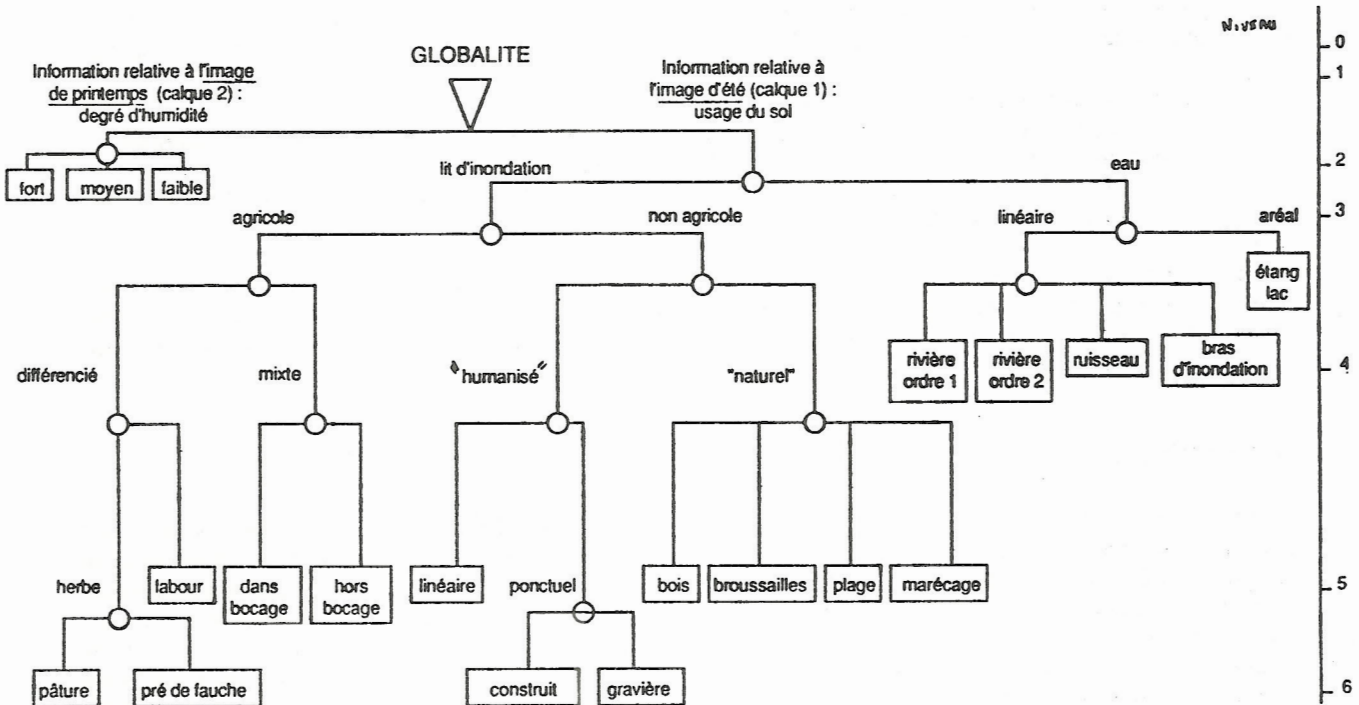 NIVEAU
0
1
GLOBALITE
Information relative à l'image
de printemps (calque 2) :
degré d'humidité
Information relative à
l'image d'été (calque 1) :
usage du sol
fort
moyen
faible
lit d'inondation
eau
2
agricole
non agricole
linéaire
aréal
3
étang
lac
rivière
ordre 1
rivière
ordre 2
ruisseau
bras
d'inondation
différencié
mixte
"humanisé"
"naturel"
4
herbe
labour
dans
bocage
hors
bocage
linéaire
ponctuel
bois
broussailles
plage
marécage
5
pâture
pré de fauche
construit
gravière
6